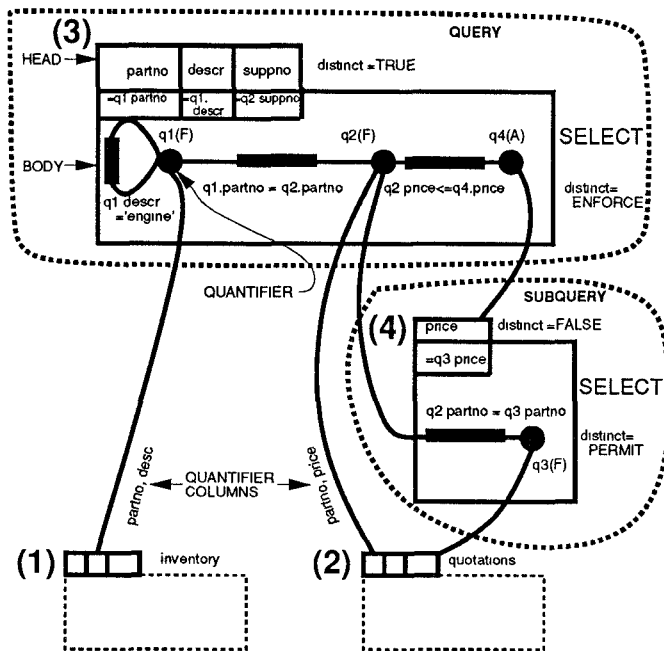 (3)
QUERY
HEAD
partno descr suppno distinct =TRUE
=q1 partno =q1. descr =q2 suppno
q1(F) q2(F) q4(A)
SELECT
BODY
q1.partno = q2.partno q2 price<=q4.price
distinct=
ENFORCE
q1 descr
='engine'
QUANTIFIER
SUBQUERY
(4)
price distinct =FALSE
=q3 price
SELECT
q2 partno = q3 partno
distinct=
PERMIT
q3(F)
partno, desc
QUANTIFIER
COLUMNS
partno, price
(1) inventory
(2) quotations